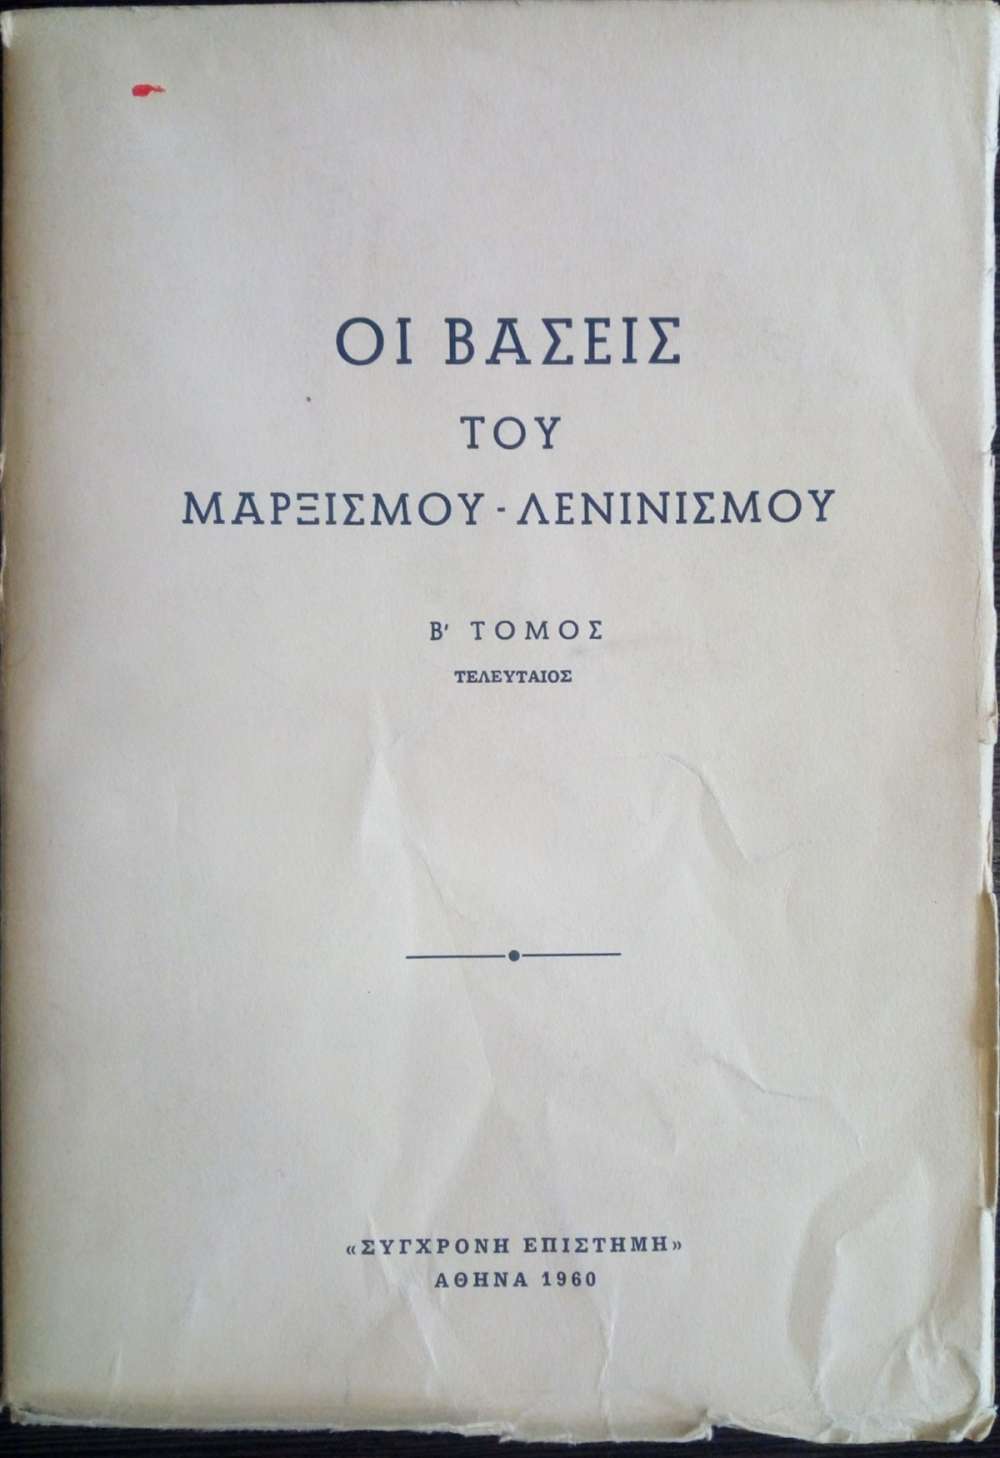 ΟΙ ΒΑΣΕΙΣ
ΤΟΥ
ΜΑΡΞΙΣΜΟΥ - ΛΕΝΙΝΙΣΜΟΥ
Β' ΤΟΜΟΣ
ΤΕΛΕΥΤΑΙΟΣ
«ΣΥΓΧΡΟΝΗ ΕΠΙΣΤΗΜΗ»
ΑΘΗΝΑ 1960